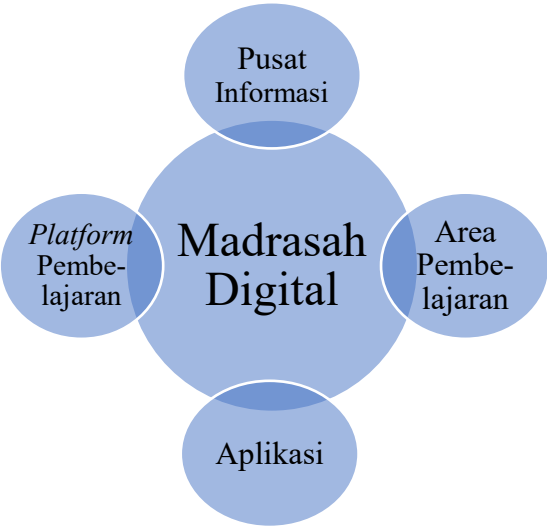 Pusat
Informasi
Platform
Pembe-
lajaran
Madrasah
Digital
Area
Pembe-
lajaran
Aplikasi